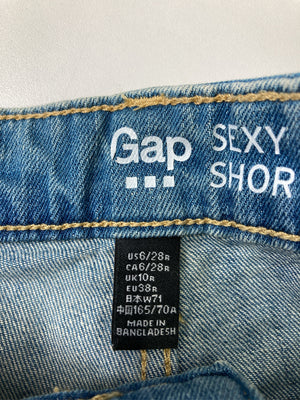 Gap
SEXY
SHOR
US6/28R
CA6/28R
UK10R
EU38R
日本W71
中国165/70A
MADE IN
BANGLADESH